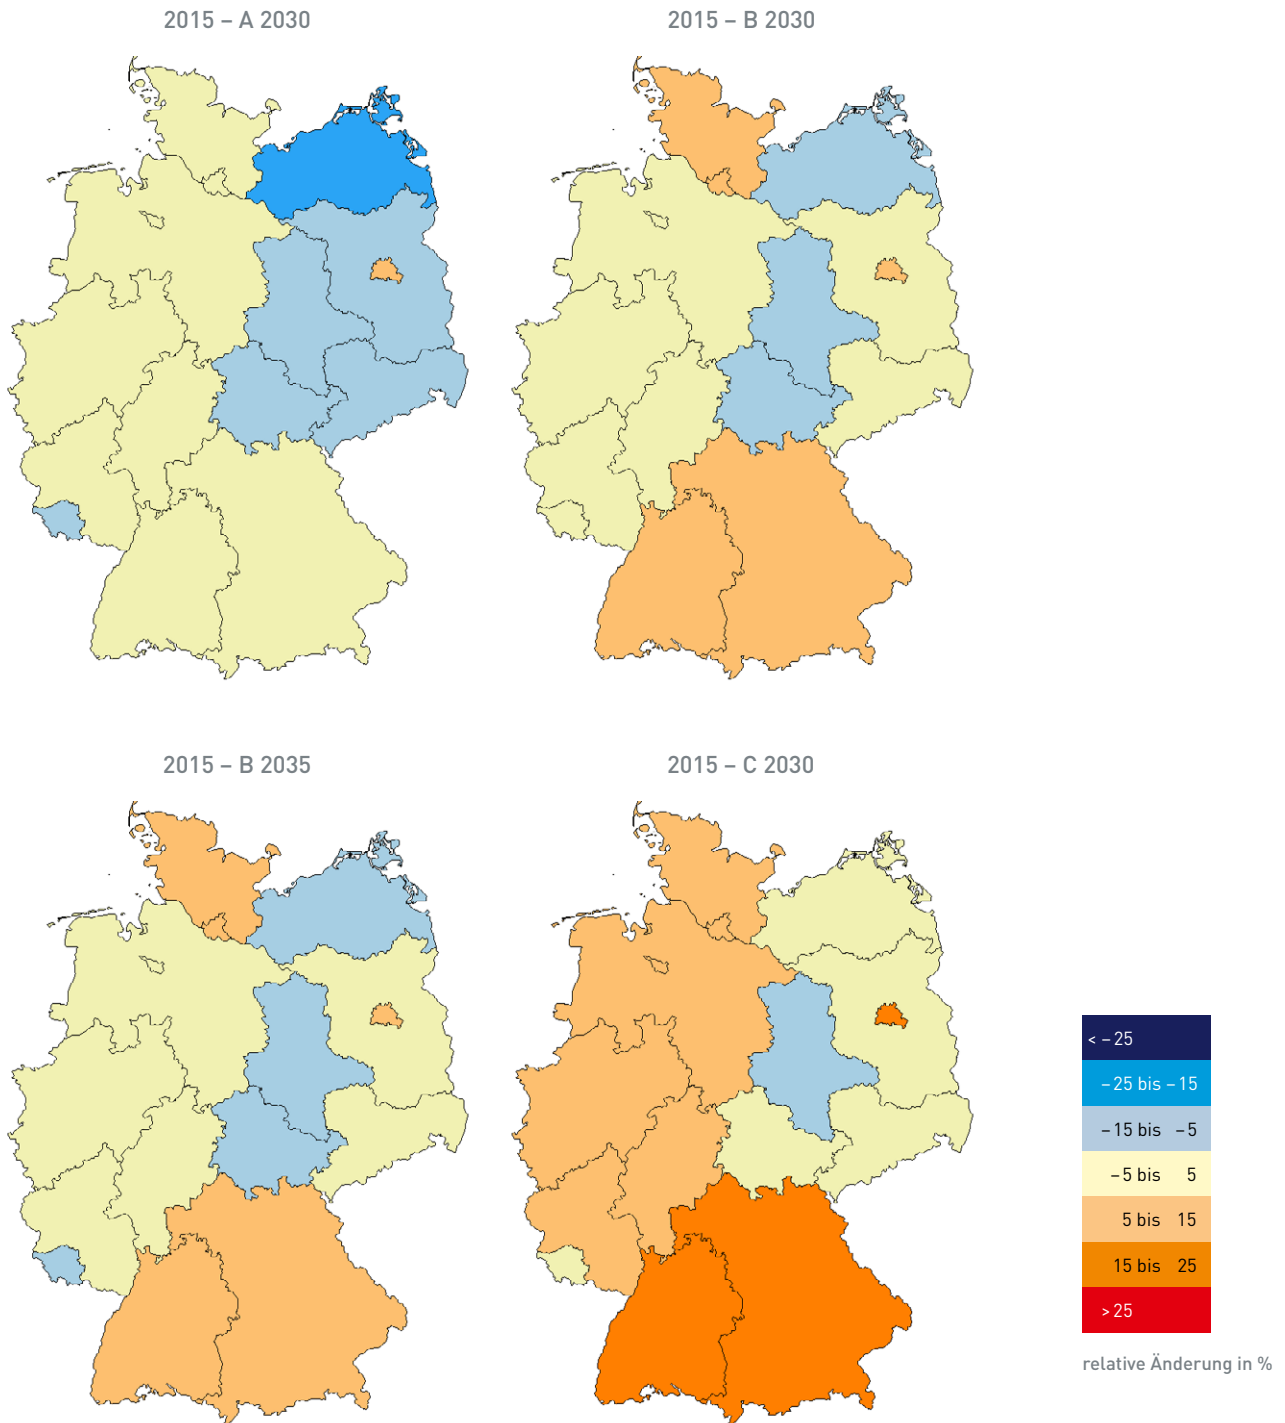 2015 – A 2030
2015 – B 2030
2015 – B 2035
2015 – C 2030
< – 25
– 25 bis – 15
– 15 bis – 5
– 5 bis 5
5 bis 15
15 bis 25
> 25
relative Änderung in %